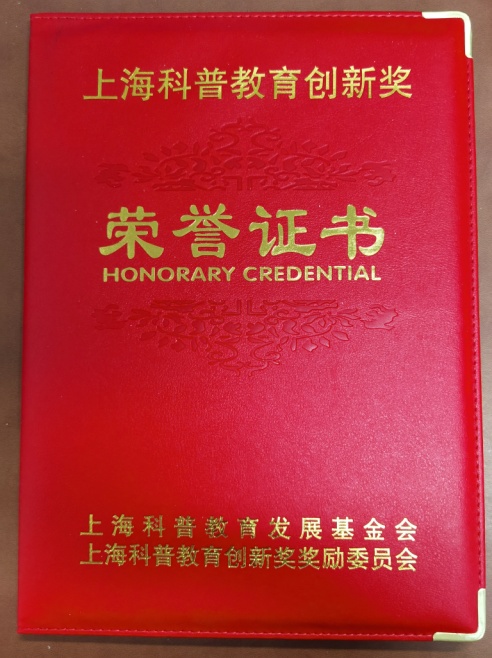 上海科普教育创新奖
荣誉证书
HONORARY CREDENTIAL
上海科普教育发展基金会
上海科普教育创新奖奖励委员会